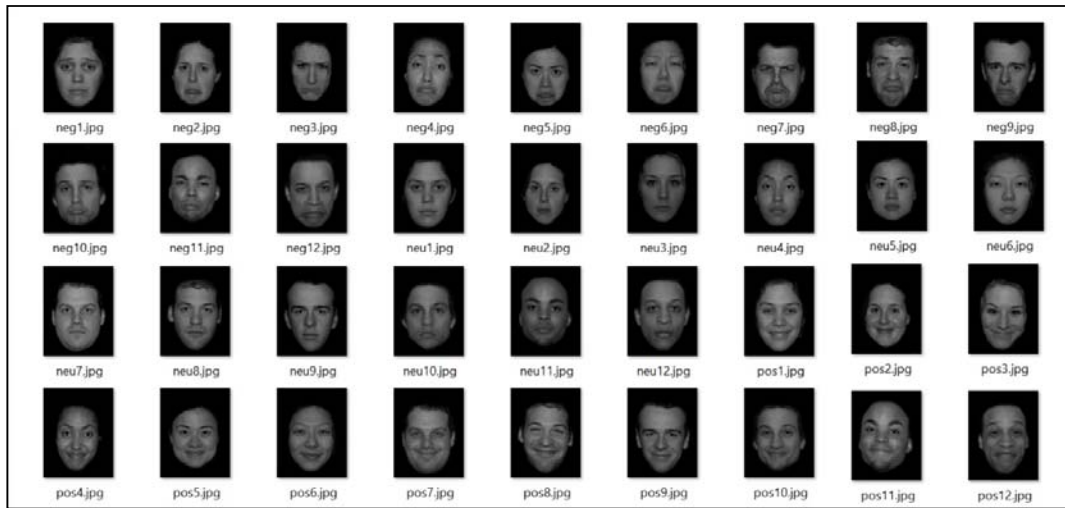 neg1.jpg neg2.jpg neg3.jpg neg4.jpg neg5.jpg neg6.jpg neg7.jpg neg8.jpg neg9.jpg
neg10.jpg neg11.jpg neg12.jpg neu1.jpg neu2.jpg neu3.jpg neu4.jpg neu5.jpg neu6.jpg
neu7.jpg neu8.jpg neu9.jpg neu10.jpg neu11.jpg neu12.jpg pos1.jpg pos2.jpg pos3.jpg
pos4.jpg pos5.jpg pos6.jpg pos7.jpg pos8.jpg pos9.jpg pos10.jpg pos11.jpg pos12.jpg